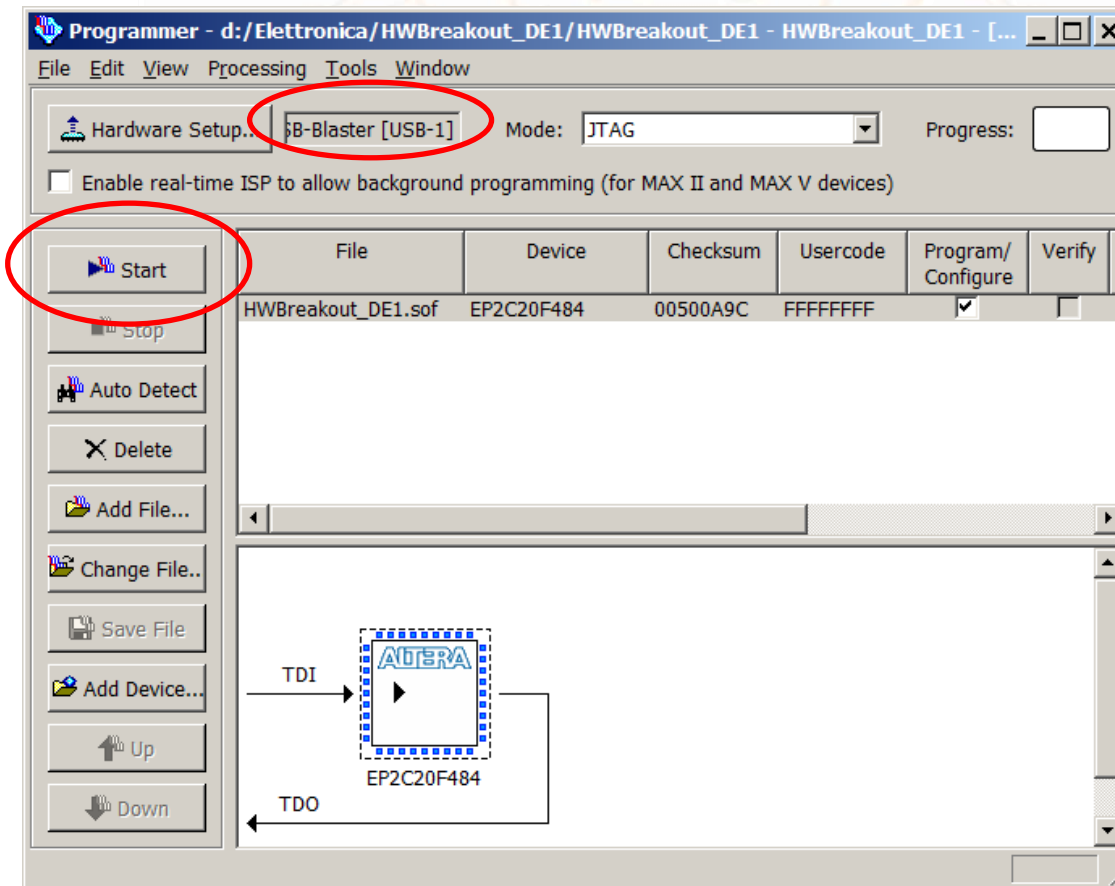 Programmer - d:/Elettronica/HWBreakout_DE1/HWBreakout_DE1 - HWBreakout_DE1 - [...
File Edit View Processing Tools Window
Hardware Setup... SB-Blaster [USB-1] Mode: JTAG Progress:
Enable real-time ISP to allow background programming (for MAX II and MAX V devices)
Start
Stop
Auto Detect
Delete
Add File...
Change File..
Save File
Add Device...
Up
Down
File Device Checksum Usercode Program/ Verify
Configure
HWBreakout_DE1.sof EP2C20F484 00500A9C FFFFFFFF
ALTERA
TDI
EP2C20F484
TDO